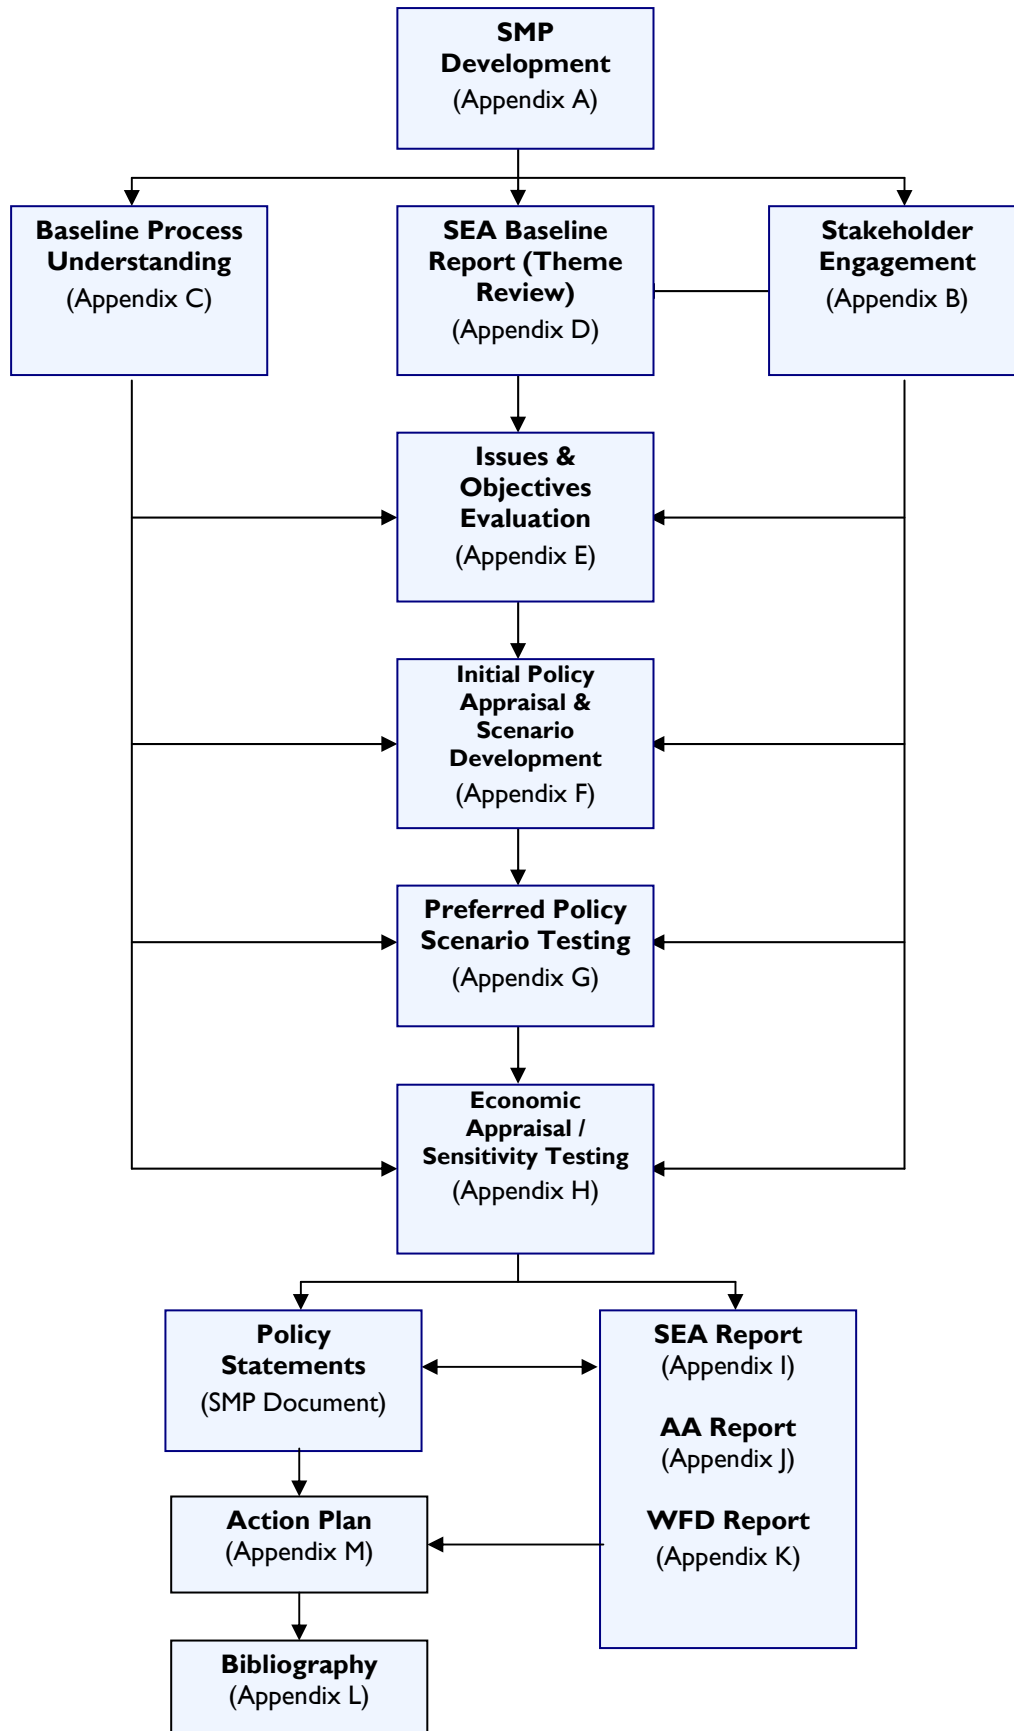 SMP
Development
(Appendix A)
Baseline Process
Understanding
(Appendix C)
SEA Baseline
Report (Theme
Review)
(Appendix D)
Stakeholder
Engagement
(Appendix B)
Issues &
Objectives
Evaluation
(Appendix E)
Initial Policy
Appraisal &
Scenario
Development
(Appendix F)
Preferred Policy
Scenario Testing
(Appendix G)
Economic
Appraisal /
Sensitivity Testing
(Appendix H)
Policy
Statements
(SMP Document)
SEA Report
(Appendix I)
AA Report
(Appendix J)
WFD Report
(Appendix K)
Action Plan
(Appendix M)
Bibliography
(Appendix L)